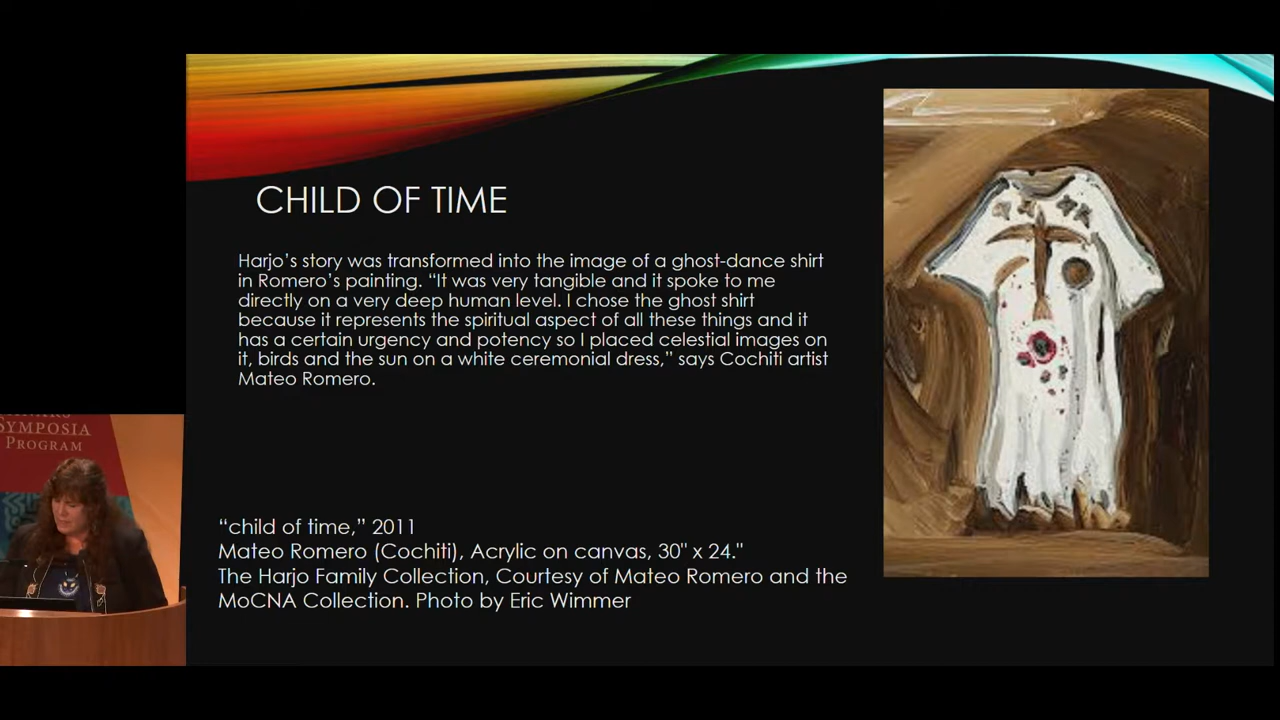 SYMPOSIA
PROGRAM
CHILD OF TIME
Harjo’s story was transformed into the image of a ghost-dance shirt
in Romero’s painting. “It was very tangible and it spoke to me
directly on a very deep human level. I chose the ghost shirt
because it represents the spiritual aspect of all these things and it
has a certain urgency and potency so I placed celestial images on
it, birds and the sun on a white ceremonial dress,” says Cochiti artist
Mateo Romero.
“child of time,” 2011
Mateo Romero (Cochiti), Acrylic on canvas, 30" x 24."
The Harjo Family Collection, Courtesy of Mateo Romero and the
MoCNA Collection. Photo by Eric Wimmer